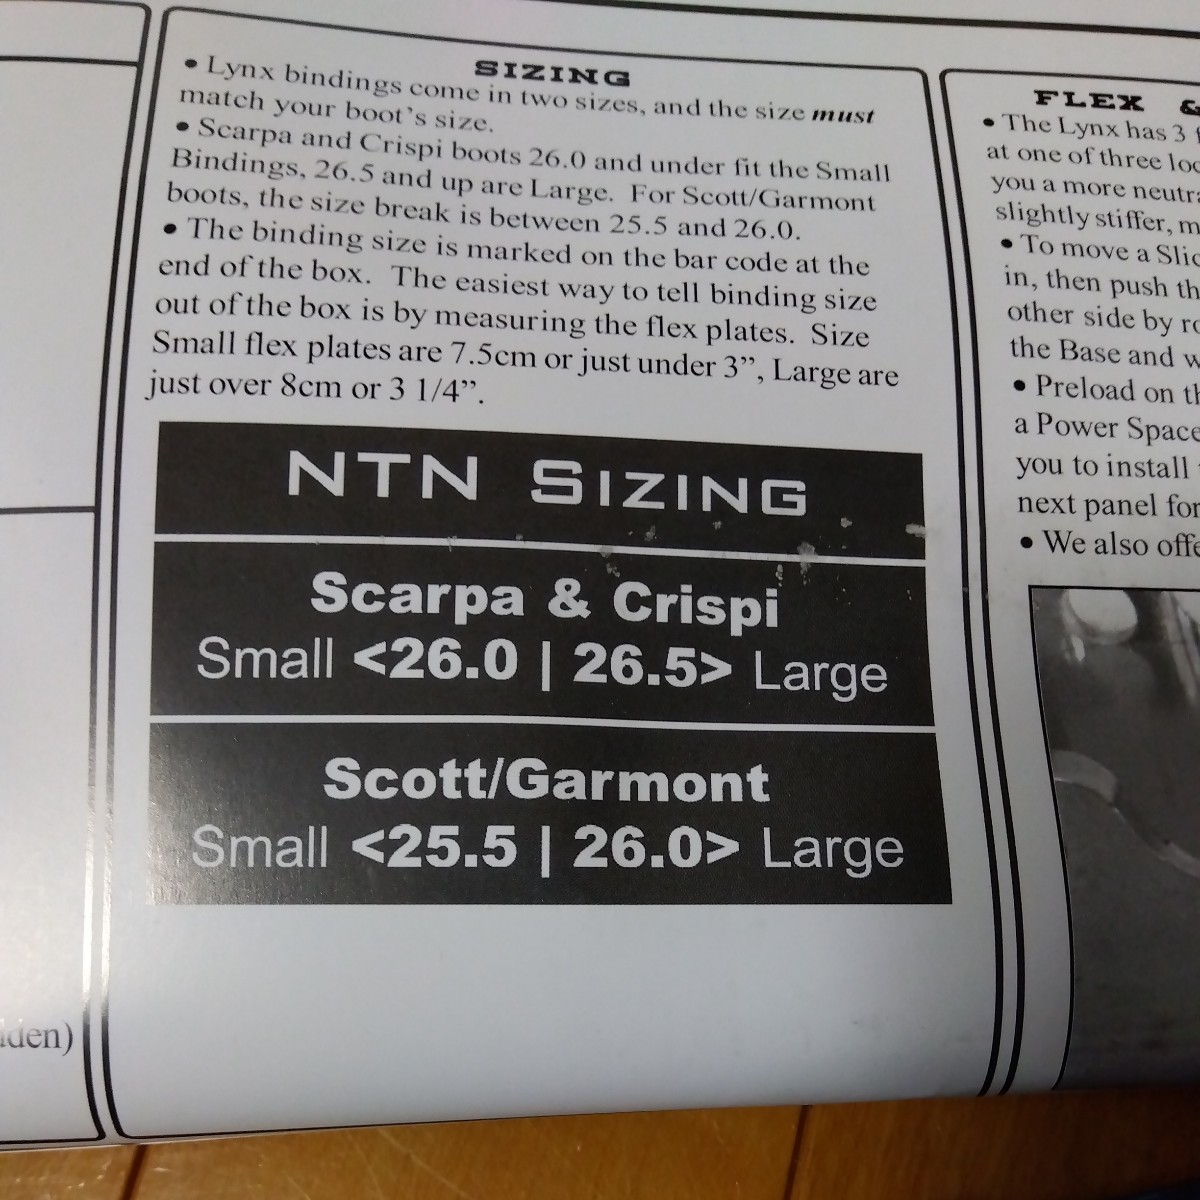 SIZING
• Lynx bindings come in two sizes, and the size must
match your boot's size.
• Scarpa and Crispi boots 26.0 and under fit the Small
Bindings, 26.5 and up are Large. For Scott/Garmont
boots, the size break is between 25.5 and 26.0.
• The binding size is marked on the bar code at the
end of the box. The easiest way to tell binding size
out of the box is by measuring the flex plates. Size
Small flex plates are 7.5cm or just under 3”, Large are
just over 8cm or 3 1/4”.
NTN SIZING
Scarpa & Crispi
Small <26.0 | 26.5> Large
Scott/Garmont
Small <25.5 | 26.0> Large
FLEX &
• The Lynx has 3
at one of three
you a more
slightly stiffer,
• To move a
in, then push
other side by
the Base and
• Preload on
a Power
you to install
next panel for
• We also